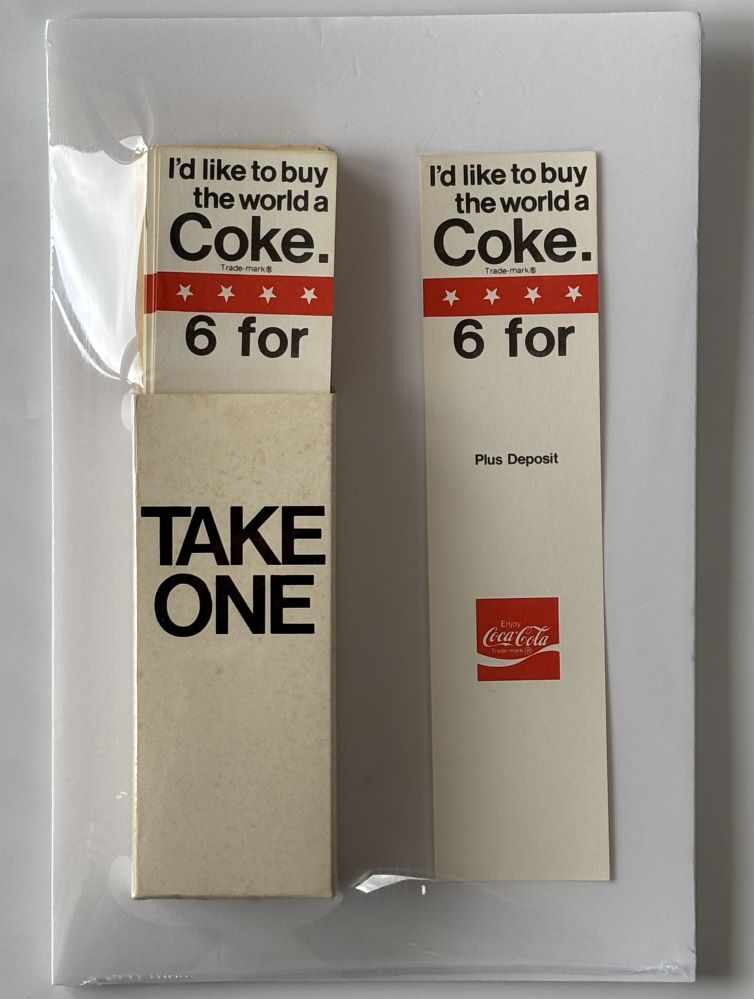 I'd like to buy
the world a
Coke.
Trade-mark®
6 for
TAKE
ONE
I'd like to buy
the world a
Coke.
Trade-mark®
6 for
Plus Deposit
Enjoy
Coca-Cola
Trade-mark®